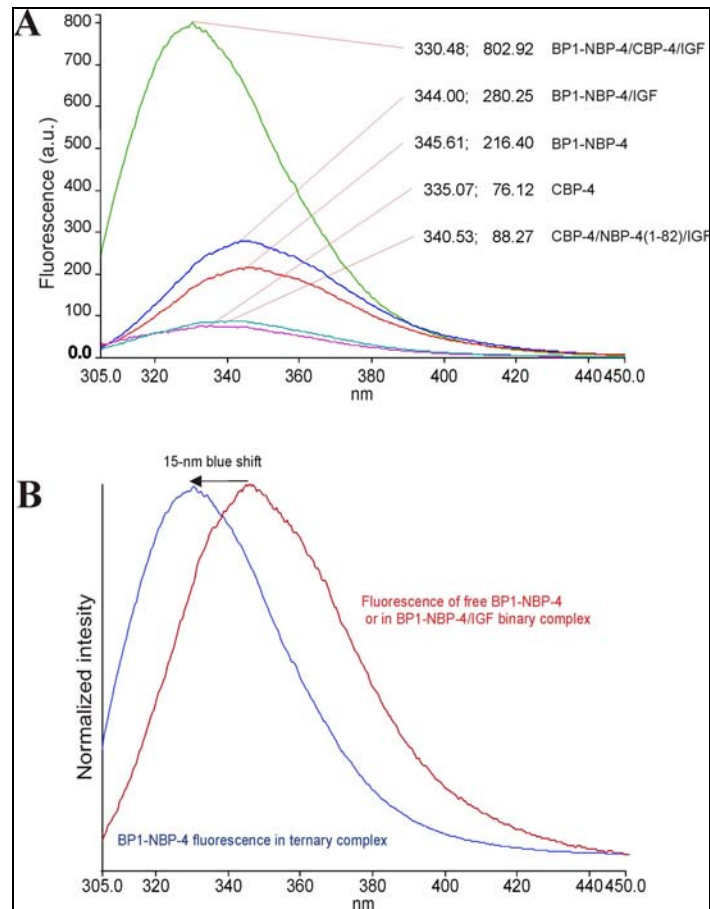 A
800
700
600
500
400
300
200
100
0.0
Fluorescence (a.u.)
330.48; 802.92 BP1-NBP-4/CBP-4/IGF
344.00; 280.25 BP1-NBP-4/IGF
345.61; 216.40 BP1-NBP-4
335.07; 76.12 CBP-4
340.53; 88.27 CBP-4/NBP-4(1-82)/IGF
305.0 320 340 360 380 400 420 440 450.0
nm
B
15-nm blue shift
Normalized intesity
Fluorescence of free BP1-NBP-4
or in BP1-NBP-4/IGF binary complex
BP1-NBP-4 fluorescence in ternary complex
305.0 320 340 360 380 400 420 440 450.0
nm